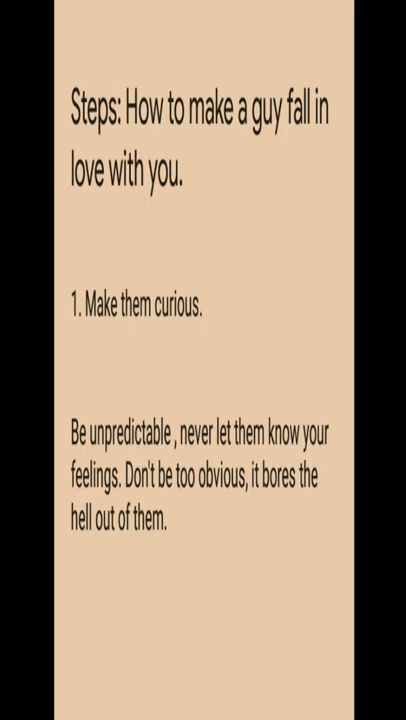 Steps: How to make a guy fall in
love with you.
1. Make them curious.
Be unpredictable , never let them know your
feelings. Don't be too obvious, it bores the
hell out of them.